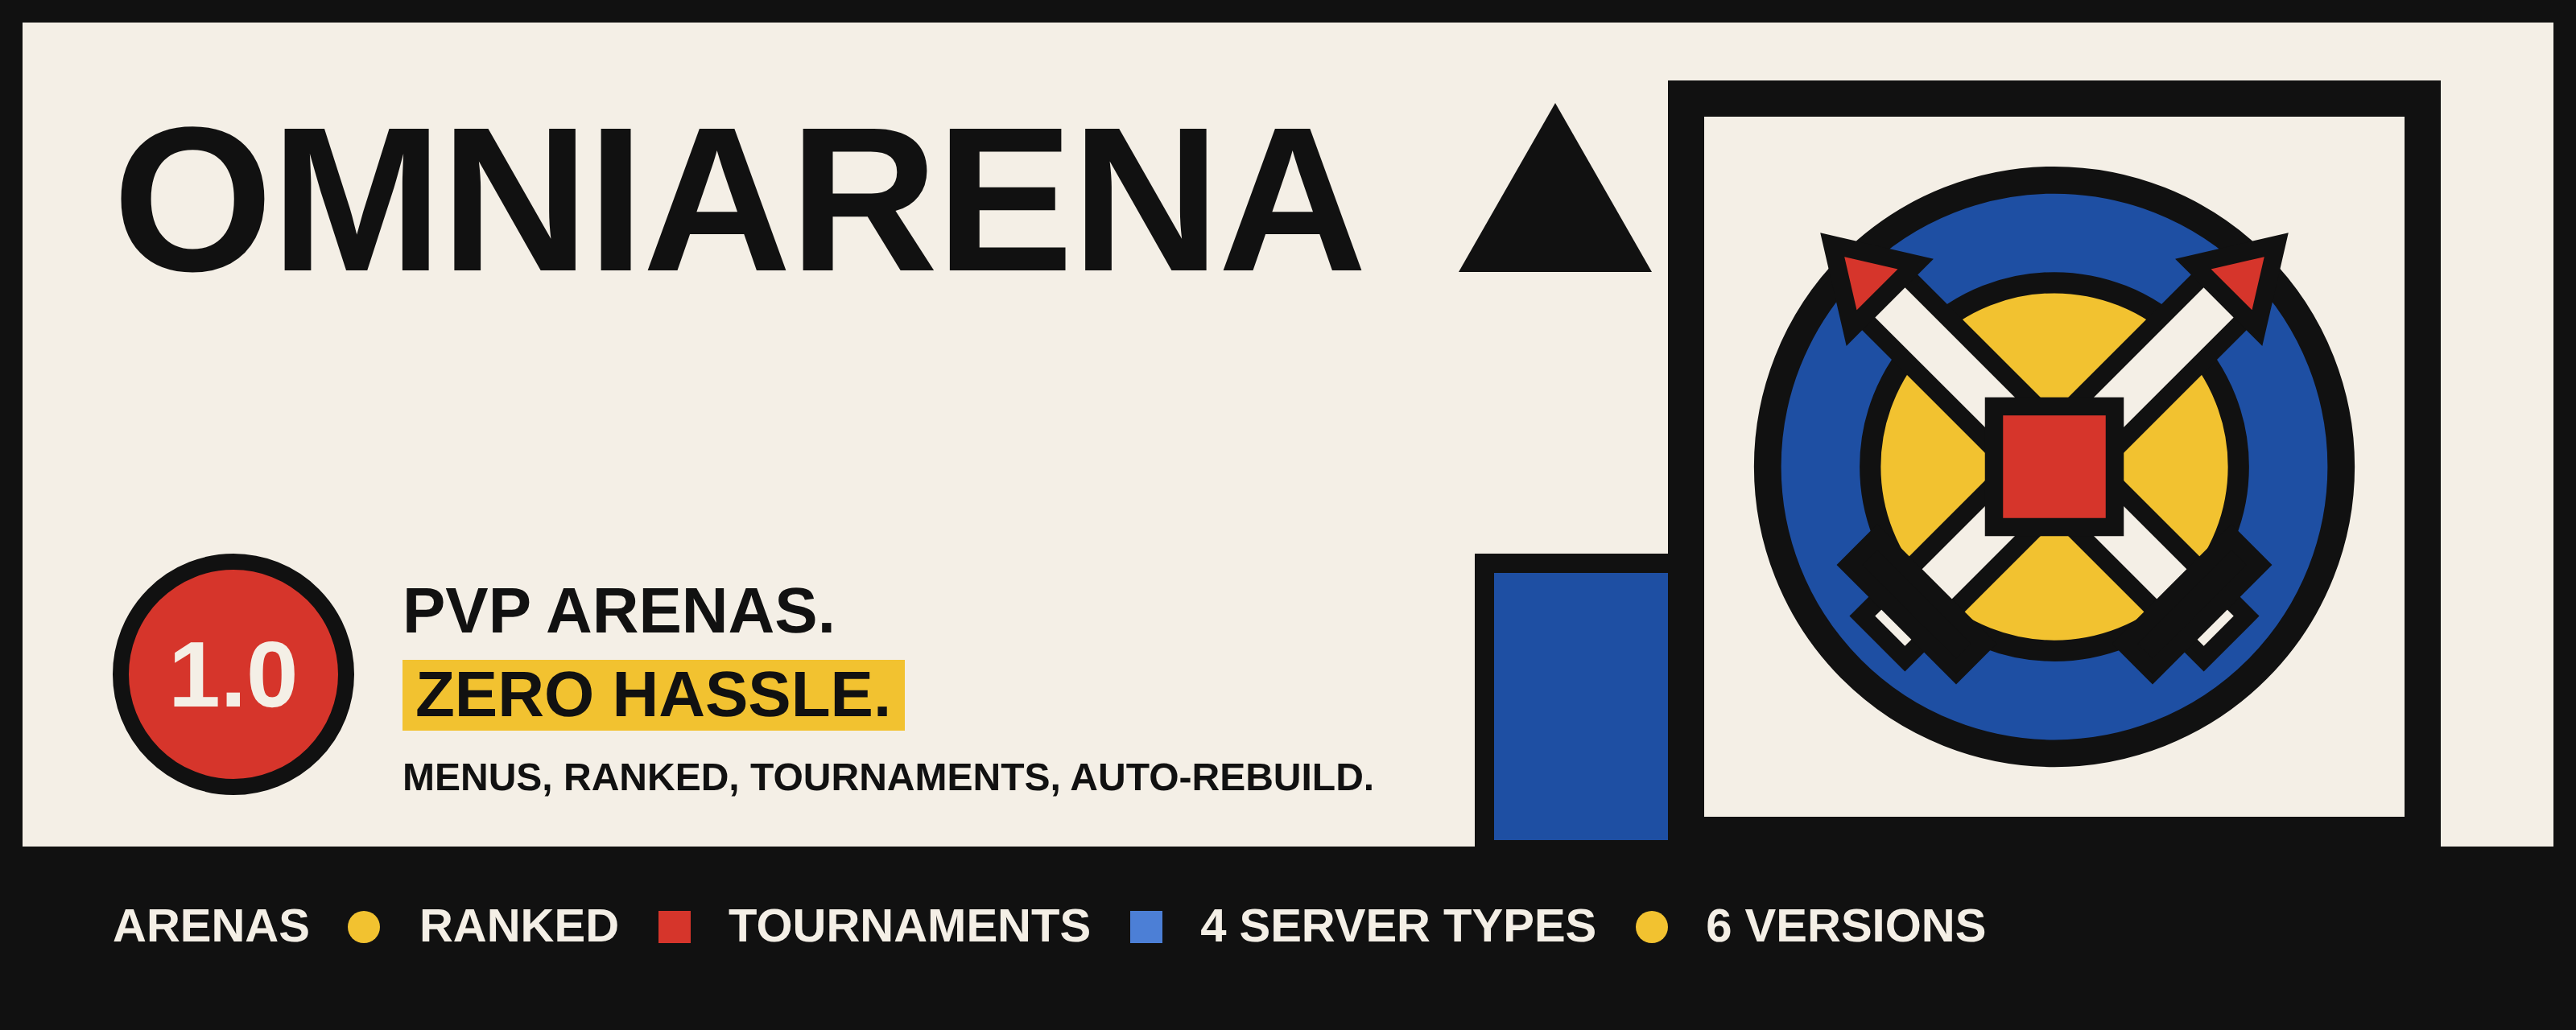 OMNIARENA
1.0
PVP ARENAS.
ZERO HASSLE.
MENUS, RANKED, TOURNAMENTS, AUTO-REBUILD.
ARENAS RANKED TOURNAMENTS 4 SERVER TYPES 6 VERSIONS